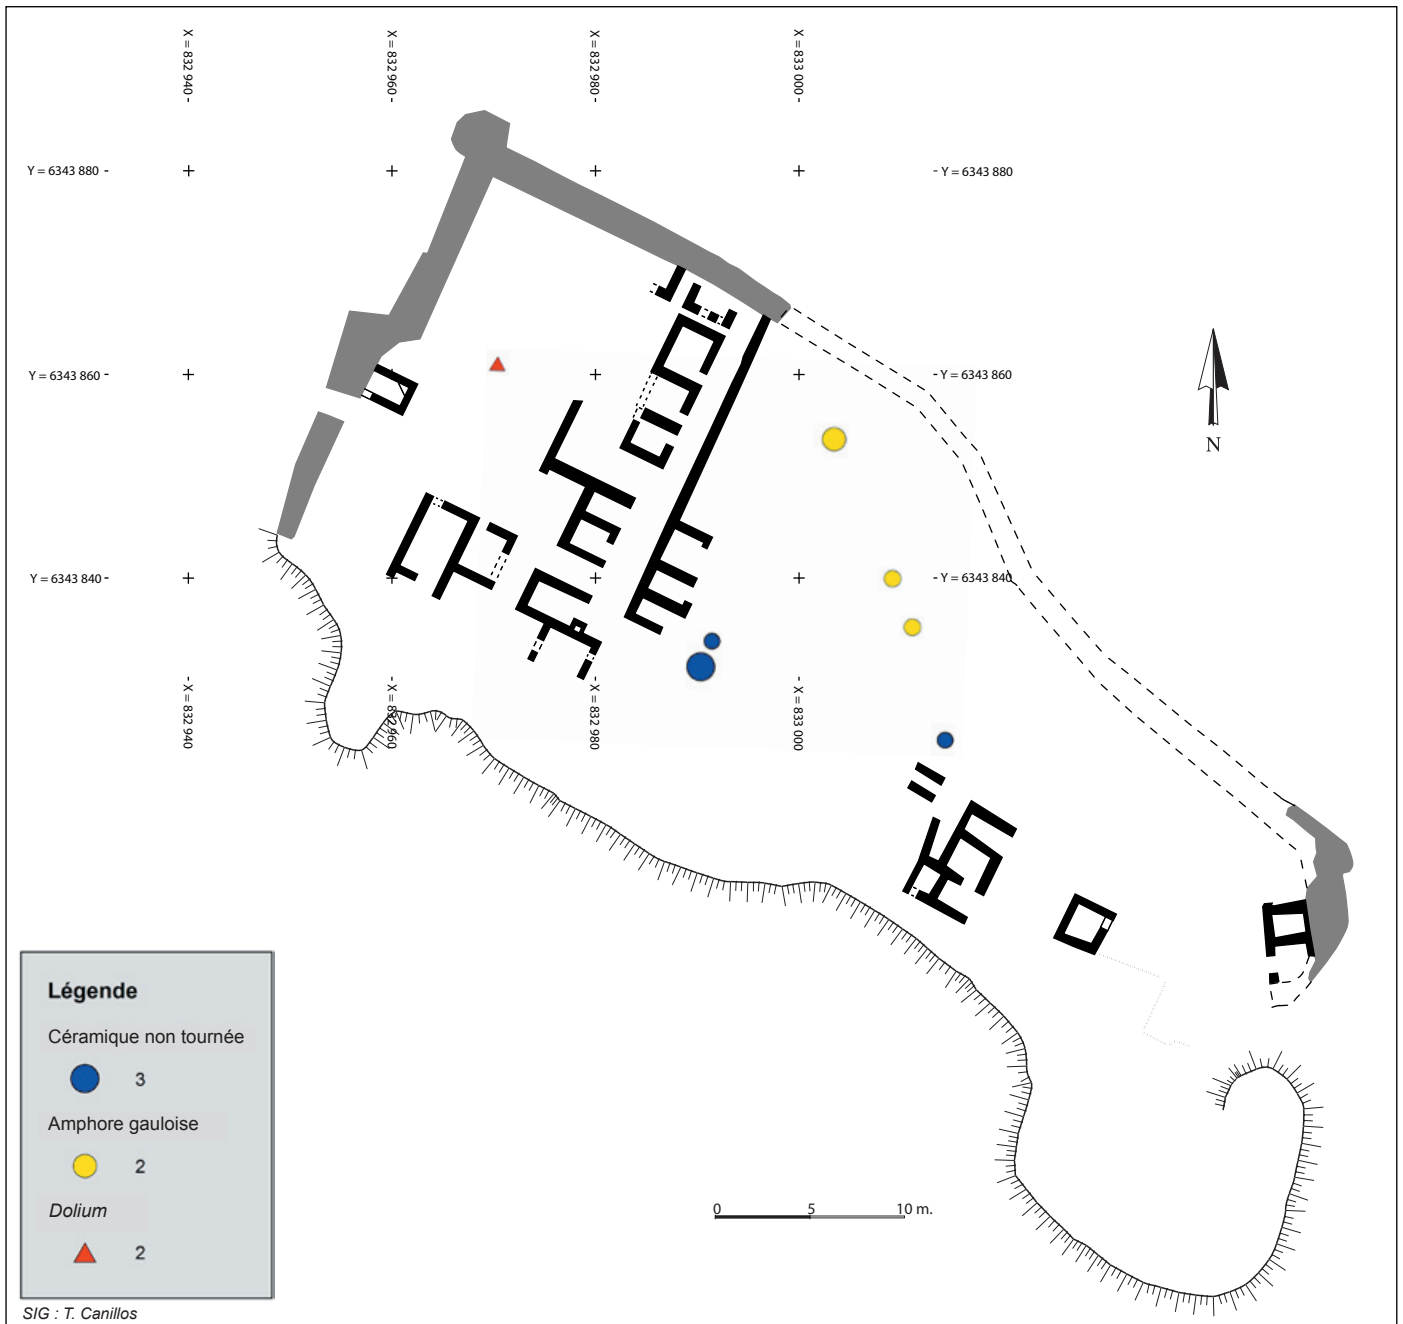 X = 832 940 -
X = 832 960 -
X = 832 980 -
X = 833 000 -
Y = 6343 880 -
- Y = 6343 880
Y = 6343 860 -
- Y = 6343 860
N
Y = 6343 840 -
- Y = 6343 840
- X = 832 940
- X = 832 960
- X = 832 980
- X = 833 000
Légende
Céramique non tournée
3
Amphore gauloise
2
Dolium
2
0 5 10 m.
SIG : T. Canillos